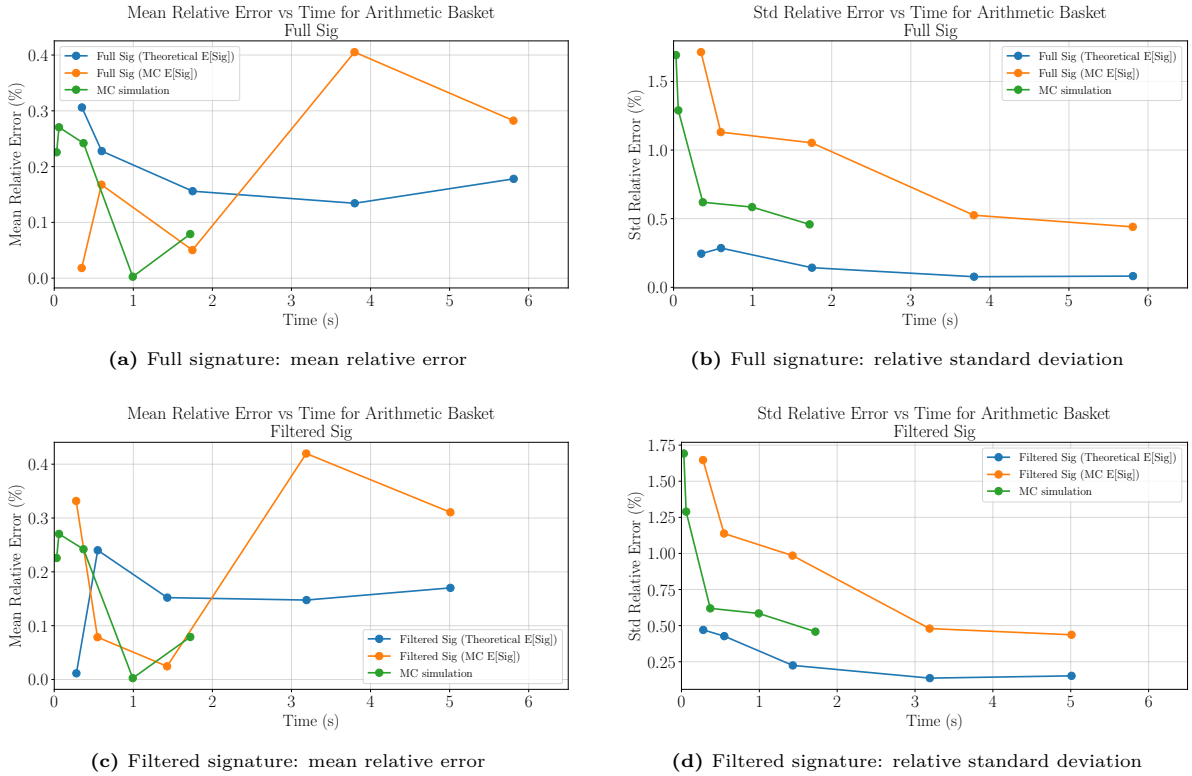 Mean Relative Error vs Time for Arithmetic Basket
Full Sig
Mean Relative Error (%)
0.4
0.3
0.2
0.1
0.0
Full Sig (Theoretical E[Sig])
Full Sig (MC E[Sig])
MC simulation
0 1 2 3 4 5 6
Time (s)
(a) Full signature: mean relative error
Std Relative Error vs Time for Arithmetic Basket
Full Sig
Std Relative Error (%)
1.5
1.0
0.5
0.0
Full Sig (Theoretical E[Sig])
Full Sig (MC E[Sig])
MC simulation
0 1 2 3 4 5 6
Time (s)
(b) Full signature: relative standard deviation
Mean Relative Error vs Time for Arithmetic Basket
Filtered Sig
Mean Relative Error (%)
0.4
0.3
0.2
0.1
0.0
Filtered Sig (Theoretical E[Sig])
Filtered Sig (MC E[Sig])
MC simulation
0 1 2 3 4 5 6
Time (s)
(c) Filtered signature: mean relative error
Std Relative Error vs Time for Arithmetic Basket
Filtered Sig
Std Relative Error (%)
1.75
1.50
1.25
1.00
0.75
0.50
0.25
Filtered Sig (Theoretical E[Sig])
Filtered Sig (MC E[Sig])
MC simulation
0 1 2 3 4 5 6
Time (s)
(d) Filtered signature: relative standard deviation